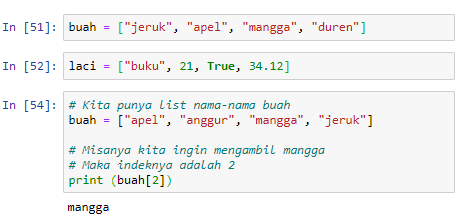 In [51]: buah = ["jeruk", "apel", "mangga", "duren"]
In [52]: laci = ["buku", 21, True, 34.12]
In [54]: # Kita punya list nama-nama buah
buah = ["apel", "anggur", "mangga", "jeruk"]
# Misanya kita ingin mengambil mangga
# Maka indeknya adalah 2
print (buah[2])
mangga